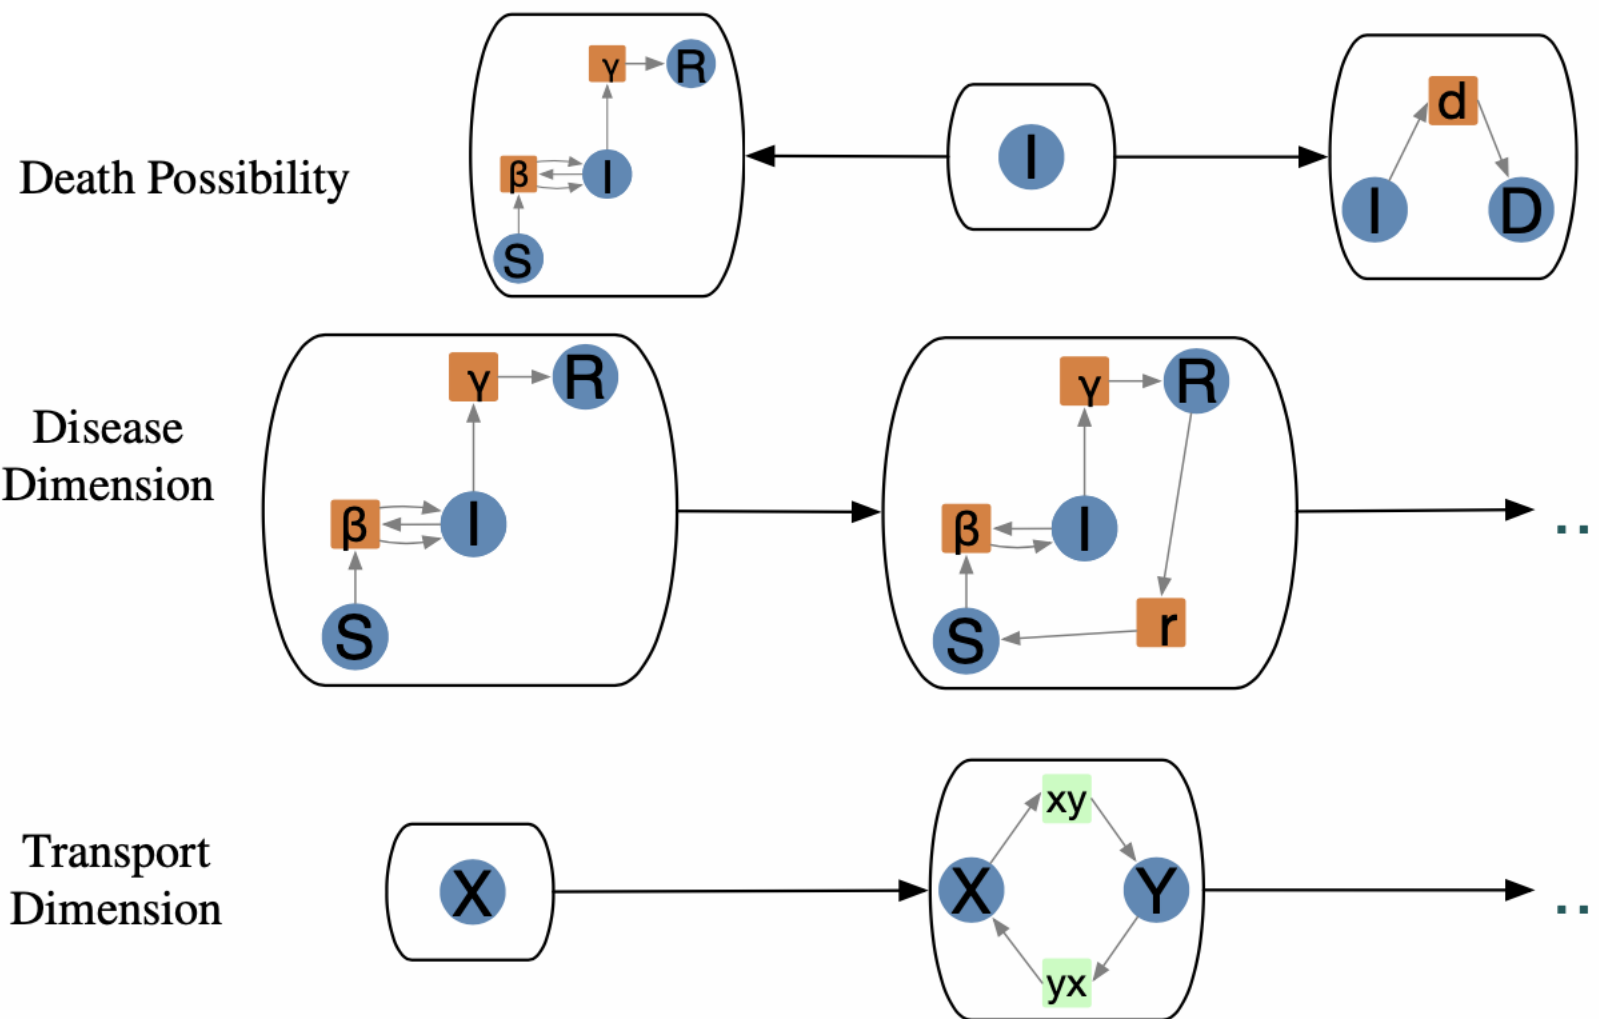 Death Possibility
γ R
β I
S
I
d
I D
Disease
Dimension
γ R
β I
S
γ R
β I
S r
..
Transport
Dimension
X
xy
X Y
yx
..